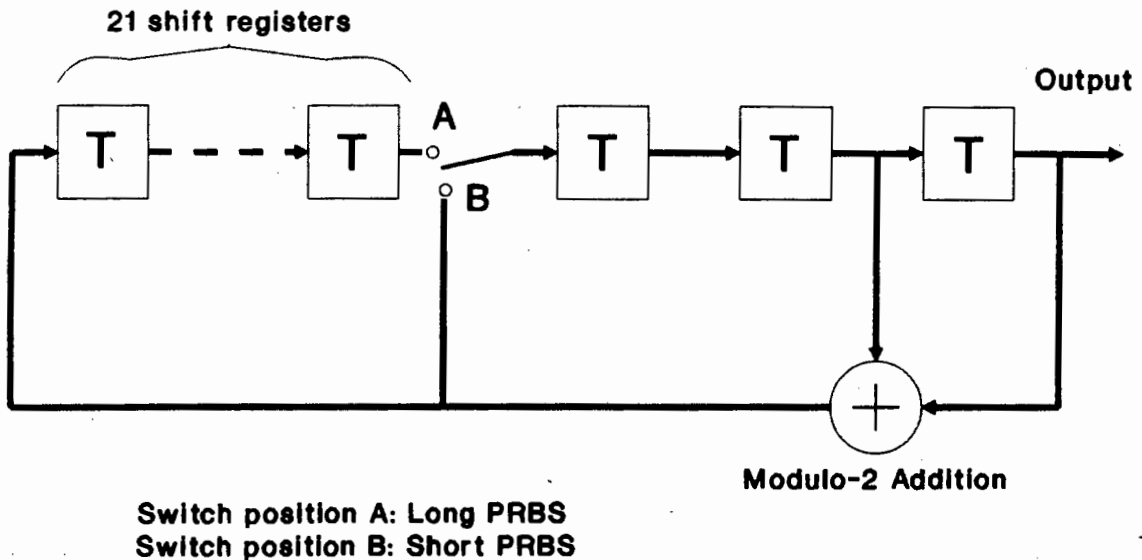 21 shift registers
Output
T
T
A
B
T
T
T
+
Modulo-2 Addition
Switch position A: Long PRBS
Switch position B: Short PRBS